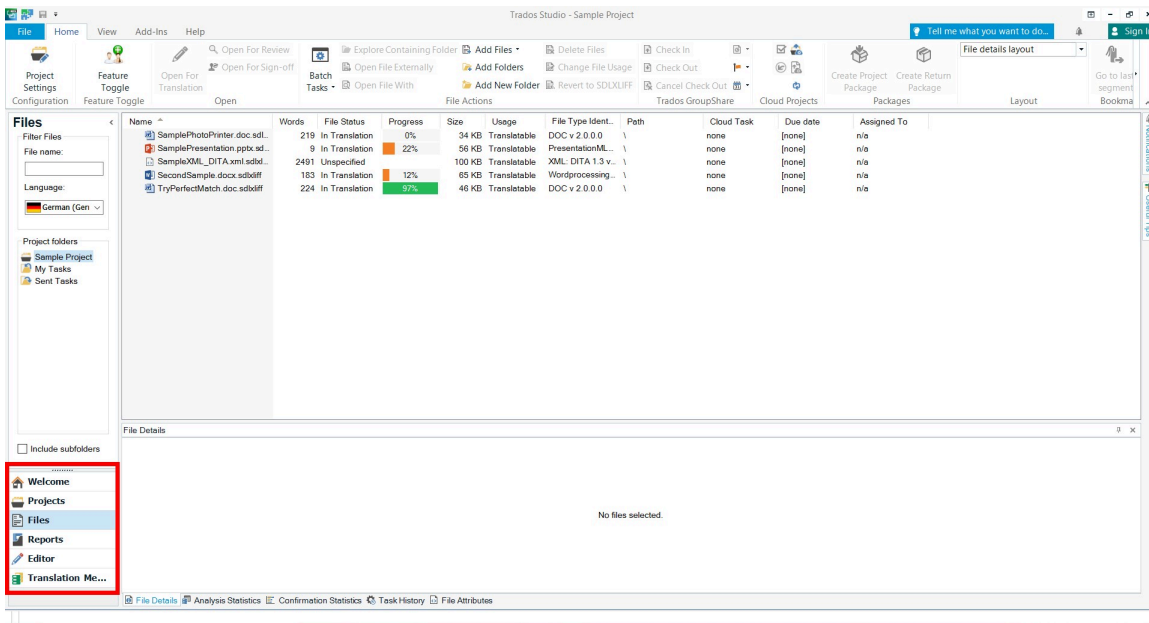 Trados Studio - Sample Project
File Home View Add-Ins Help Tell me what you want to do... Sign I
Project Settings
Configuration
Feature Toggle
Feature Toggle
Open For Translation
Open For Review
Open For Sign-off
Open
Batch Tasks
Explore Containing Folder
Open File Externally
Open File With
Add Files
Add Folders
Add New Folder
Delete Files
Change File Usage
Revert to SDLXLIFF
File Actions
Check In
Check Out
Cancel Check Out
Trados GroupShare
Cloud Projects
Create Project Package
Create Return Package
Packages
File details layout
Layout
Go to last segment
Bookma
Files
Filter Files
File name:
Language:
German (Gen
Project folders
Sample Project
My Tasks
Sent Tasks
Include subfolders
Welcome
Projects
Files
Reports
Editor
Translation Me...
Name Words File Status Progress Size Usage File Type Ident... Path Cloud Task Due date Assigned To
SamplePhotoPrinter.doc.sdl... 219 In Translation 0% 34 KB Translatable DOC v 2.0.0.0 \ none [none] n/a
SamplePresentation.pptx.sd... 9 In Translation 22% 56 KB Translatable PresentationML... \ none [none] n/a
SampleXML_DITA.xml.sdlxl... 2491 Unspecified 100 KB Translatable XML: DITA 1.3 v... \ none [none] n/a
SecondSample.docx.sdlxliff 183 In Translation 12% 65 KB Translatable Wordprocessing... \ none [none] n/a
TryPerfectMatch.doc.sdlxliff 224 In Translation 97% 46 KB Translatable DOC v 2.0.0.0 \ none [none] n/a
File Details
No files selected.
File Details Analysis Statistics Confirmation Statistics Task History File Attributes